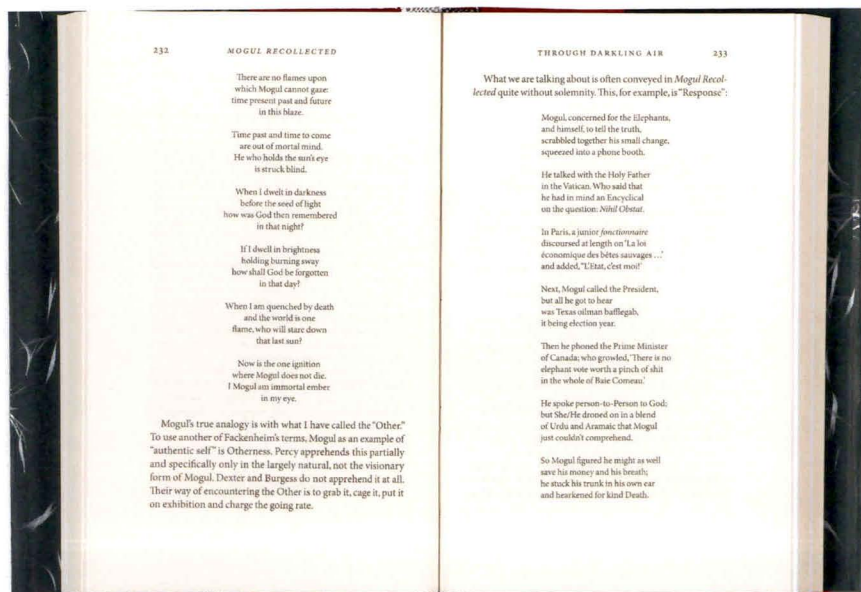 232
MOGUL RECOLLECTED
There are no flames upon
which Mogul cannot gaze:
time present past and future
in this blaze.
Time past and time to come
are out of mortal mind.
He who holds the sun's eye
is struck blind.
When I dwelt in darkness
before the seed of light
how was God then remembered
in that night?
If I dwell in brightness
holding burning sway
how shall God be forgotten
in that day?
When I am quenched by death
and the world is one
flame, who will stare down
that last sun?
Now is the one ignition
where Mogul does not die.
I Mogul am immortal ember
in my eye.
Mogul's true analogy is with what I have called the "Other."
To use another of Fackenheim's terms, Mogul as an example of
"authentic self" is Otherness. Percy apprehends this partially
and specifically only in the largely natural, not the visionary
form of Mogul. Dexter and Burgess do not apprehend it at all.
Their way of encountering the Other is to grab it, cage it, put it
on exhibition and charge the going rate.
THROUGH DARKLING AIR
233
What we are talking about is often conveyed in Mogul Recol-
lected quite without solemnity. This, for example, is "Response":
Mogul, concerned for the Elephants,
and himself, to tell the truth,
scrabbled together his small change,
squeezed into a phone booth.
He talked with the Holy Father
in the Vatican. Who said that
he had in mind an Encyclical
on the question: Nihil Obstat.
In Paris, a junior fonctionnaire
discoursed at length on 'La loi
économique des bêtes sauvages ...'
and added, "L'Etat, c'est moi!'
Next, Mogul called the President,
but all he got to hear
was Texas oilman bafflegab,
it being election year.
Then he phoned the Prime Minister
of Canada; who growled, 'There is no
elephant vote worth a pinch of shit
in the whole of Baie Comeau.'
He spoke person-to-Person to God;
but She/He droned on in a blend
of Urdu and Aramaic that Mogul
just couldn't comprehend.
So Mogul figured he might as well
save his money and his breath;
he stuck his trunk in his own ear
and hearkened for kind Death.